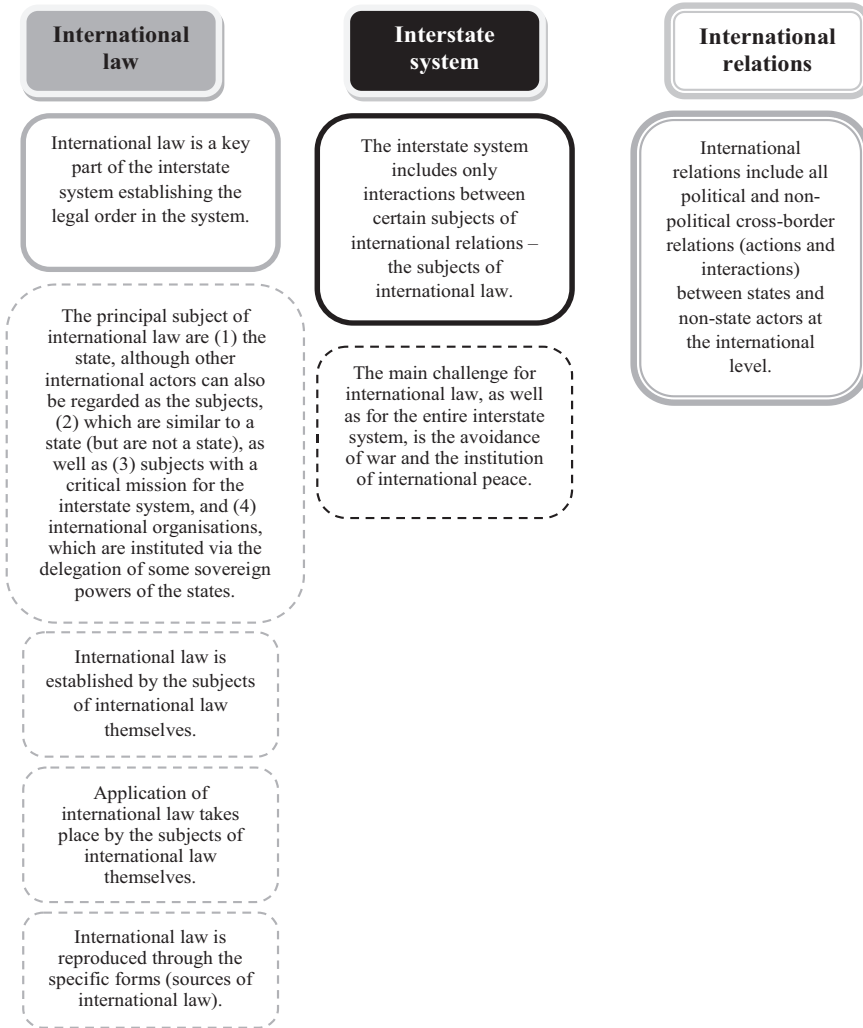 International
law
International law is a key
part of the interstate
system establishing the
legal order in the system.
The principal subject of
international law are (1) the
state, although other
international actors can also
be regarded as the subjects,
(2) which are similar to a
state (but are not a state), as
well as (3) subjects with a
critical mission for the
interstate system, and (4)
international organisations,
which are instituted via the
delegation of some sovereign
powers of the states.
International law is
established by the subjects
of international law
themselves.
Application of
international law takes
place by the subjects of
international law
themselves.
International law is
reproduced through the
specific forms (sources of
international law).
Interstate
system
The interstate system
includes only
interactions between
certain subjects of
international relations –
the subjects of
international law.
The main challenge for
international law, as well
as for the entire interstate
system, is the avoidance
of war and the institution
of international peace.
International
relations
International
relations include all
political and non-
political cross-border
relations (actions and
interactions)
between states and
non-state actors at
the international
level.